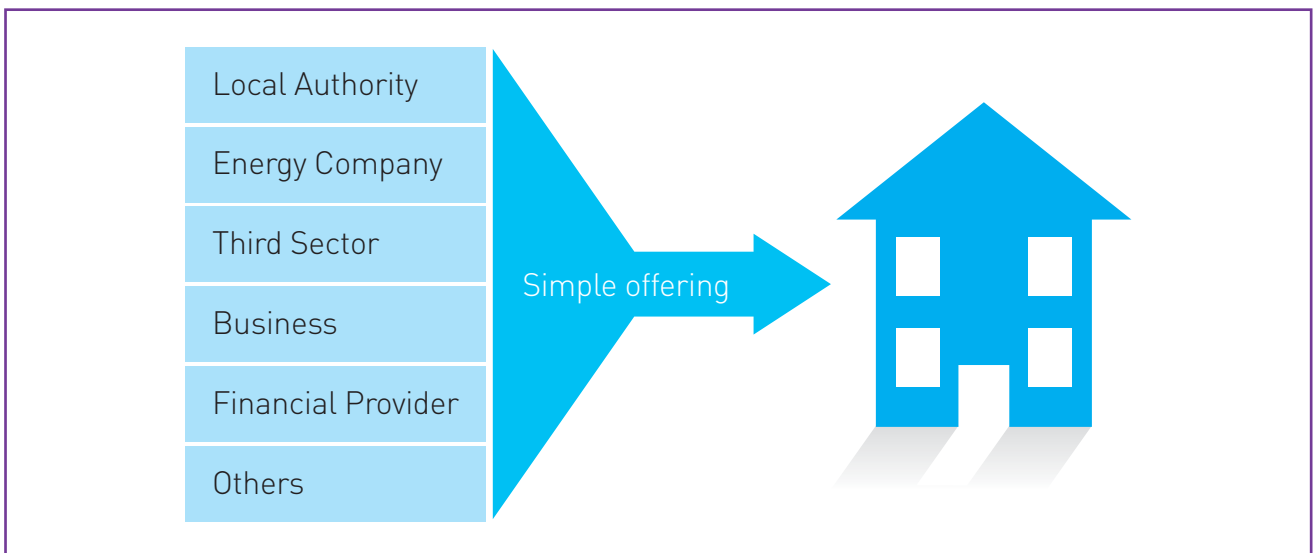 Local Authority
Energy Company
Third Sector
Business
Financial Provider
Others
Simple offering